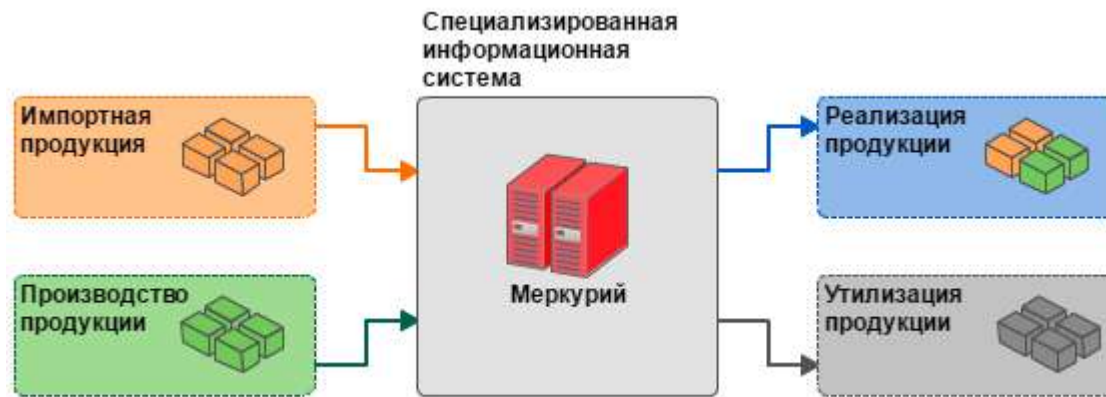 Специализированная
информационная
система
Импортная
продукция
Реализация
продукции
Меркурий
Производство
продукции
Утилизация
продукции